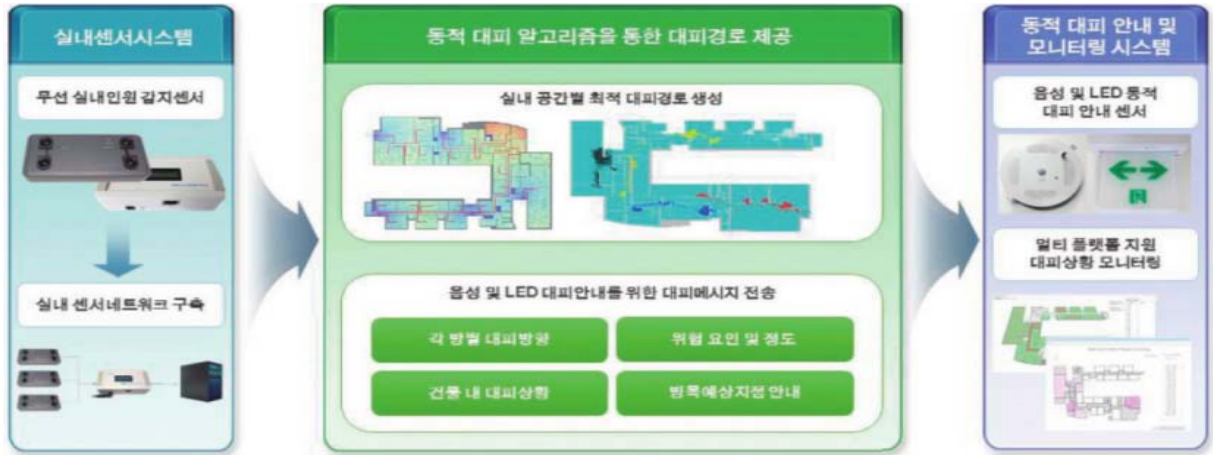 실내센서시스템
무선 실내인원 감지센서
실내 센서네트워크 구축
동적 대피 알고리즘을 통한 대피경로 제공
실내 공간별 최적 대피경로 생성
음성 및 LED 대피안내를 위한 대피메시지 전송
각 방별 대피방향
위험 요인 및 정도
건물 내 대피상황
병목예상지점 안내
동적 대피 안내 및
모니터링 시스템
음성 및 LED 동적
대피 안내 센서
멀티 플랫폼 지원
대피상황 모니터링